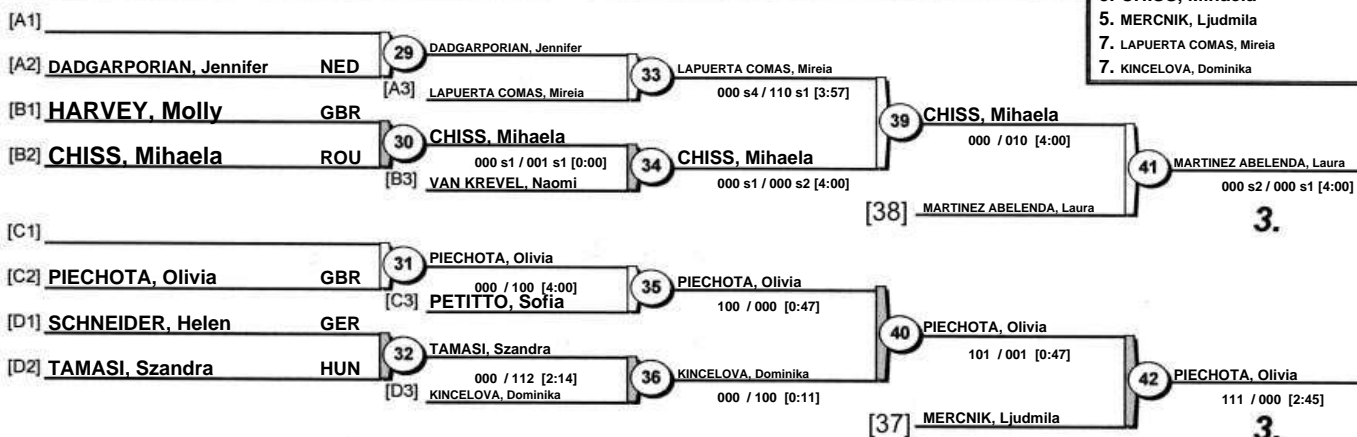 5. MERCNIK, Ljudmila
7. LAPUERTA COMAS, Mireia
7. KINCELOVA, Dominika
[A1]
[A2] DADGARPORIAN, Jennifer NED
29
DADGARPORIAN, Jennifer
[A3] LAPUERTA COMAS, Mireia
33
LAPUERTA COMAS, Mireia
000 s4 / 110 s1 [3:57]
[B1] HARVEY, Molly GBR
[B2] CHISS, Mihaela ROU
30
CHISS, Mihaela
000 s1 / 001 s1 [0:00]
[B3] VAN KREVEL, Naomi
34
CHISS, Mihaela
000 s1 / 000 s2 [4:00]
39
CHISS, Mihaela
000 / 010 [4:00]
[38] MARTINEZ ABELENDA, Laura
41
MARTINEZ ABELENDA, Laura
000 s2 / 000 s1 [4:00]
3.
[C1]
[C2] PIECHOTA, Olivia GBR
31
PIECHOTA, Olivia
000 / 100 [4:00]
[C3] PETITTO, Sofia
35
PIECHOTA, Olivia
100 / 000 [0:47]
[D1] SCHNEIDER, Helen GER
[D2] TAMASI, Szandra HUN
32
TAMASI, Szandra
000 / 112 [2:14]
[D3] KINCELOVA, Dominika
36
KINCELOVA, Dominika
000 / 100 [0:11]
40
PIECHOTA, Olivia
101 / 001 [0:47]
[37] MERCNIK, Ljudmila
42
PIECHOTA, Olivia
111 / 000 [2:45]
3.